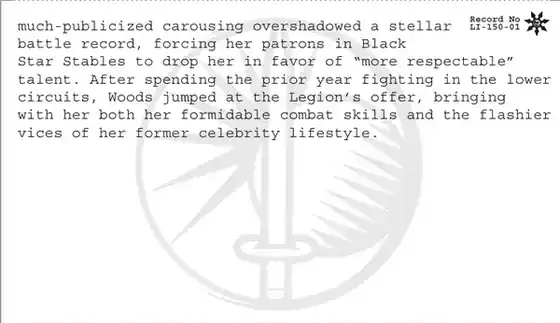 much-publicized carousing overshadowed a stellar
battle record, forcing her patrons in Black
Star Stables to drop her in favor of “more respectable”
talent. After spending the prior year fighting in the lower
circuits, Woods jumped at the Legion’s offer, bringing
with her both her formidable combat skills and the flashier
vices of her former celebrity lifestyle.
Record No
LI-150-01